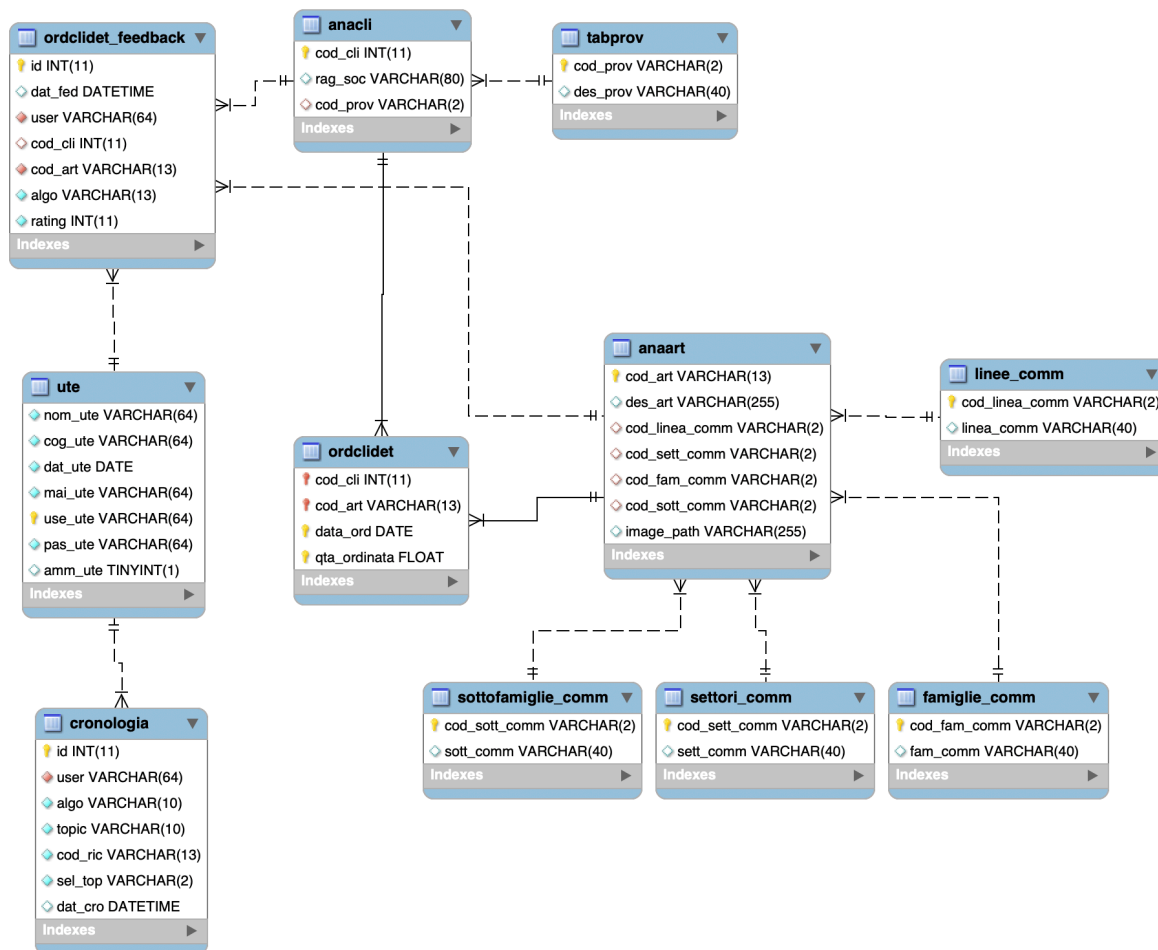 ordclidet_feedback
id INT(11)
dat_fed DATETIME
user VARCHAR(64)
cod_cli INT(11)
cod_art VARCHAR(13)
algo VARCHAR(13)
rating INT(11)
Indexes
anacli
cod_cli INT(11)
rag_soc VARCHAR(80)
cod_prov VARCHAR(2)
Indexes
tabprov
cod_prov VARCHAR(2)
des_prov VARCHAR(40)
Indexes
ute
nom_ute VARCHAR(64)
cog_ute VARCHAR(64)
dat_ute DATE
mai_ute VARCHAR(64)
use_ute VARCHAR(64)
pas_ute VARCHAR(64)
amm_ute TINYINT(1)
Indexes
ordclidet
cod_cli INT(11)
cod_art VARCHAR(13)
data_ord DATE
qta_ordinata FLOAT
Indexes
anaart
cod_art VARCHAR(13)
des_art VARCHAR(255)
cod_linea_comm VARCHAR(2)
cod_sett_comm VARCHAR(2)
cod_fam_comm VARCHAR(2)
cod_sott_comm VARCHAR(2)
image_path VARCHAR(255)
Indexes
linee_comm
cod_linea_comm VARCHAR(2)
linea_comm VARCHAR(40)
Indexes
cronologia
id INT(11)
user VARCHAR(64)
algo VARCHAR(10)
topic VARCHAR(10)
cod_ric VARCHAR(13)
sel_top VARCHAR(2)
dat_cro DATETIME
Indexes
sottofamiglie_comm
cod_sott_comm VARCHAR(2)
sott_comm VARCHAR(40)
Indexes
settori_comm
cod_sett_comm VARCHAR(2)
sett_comm VARCHAR(40)
Indexes
famiglie_comm
cod_fam_comm VARCHAR(2)
fam_comm VARCHAR(40)
Indexes